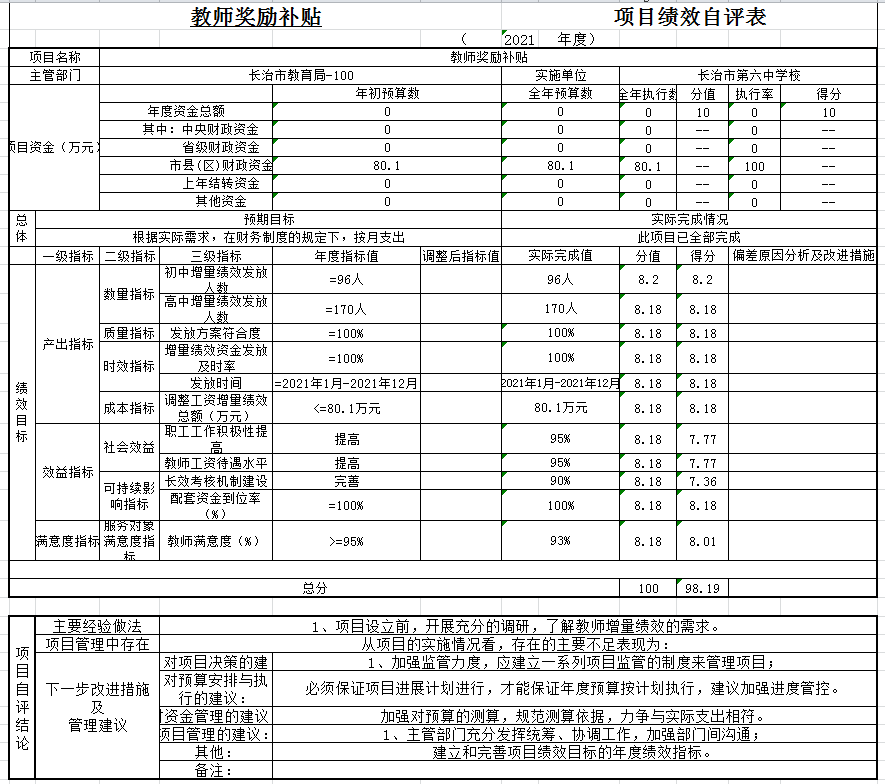 教师奖励补贴 项目绩效自评表
（ 2021 年度）
项目名称 教师奖励补贴
主管部门 长治市教育局-100 实施单位 长治市第六中学校
项目资金（万元） 年初预算数 全年预算数 全年执行数 分值 执行率 得分
年度资金总额 0 0 0 10 0 10
其中：中央财政资金 0 0 0 -- 0 --
省级财政资金 0 0 0 -- 0 --
市县(区)财政资金 80.1 80.1 80.1 -- 100 --
上年结转资金 0 0 0 -- 0 --
其他资金 0 0 0 -- 0 --
总体 预期目标 实际完成情况
根据实际需求，在财务制度的规定下，按月支出 此项目已全部完成
绩效目标 一级指标 二级指标 三级指标 年度指标值 调整后指标值 实际完成值 分值 得分 偏差原因分析及改进措施
产出指标 数量指标 初中增量绩效发放人数 =96人 96人 8.2 8.2
高中增量绩效发放人数 =170人 170人 8.18 8.18
质量指标 发放方案符合度 =100% 100% 8.18 8.18
时效指标 增量绩效资金发放及时率 =100% 100% 8.18 8.18
发放时间 =2021年1月-2021年12月 2021年1月-2021年12月 8.18 8.18
成本指标 调整工资增量绩效总额（万元） <=80.1万元 80.1万元 8.18 8.18
效益指标 社会效益 职工工作积极性提高 提高 95% 8.18 7.77
教师工资待遇水平 提高 95% 8.18 7.77
可持续影响指标 长效考核机制建设 完善 90% 8.18 7.36
配套资金到位率（%） =100% 100% 8.18 8.18
满意度指标 服务对象满意度指标 教师满意度（%） >=95% 93% 8.18 8.01
总分 100 98.19
项目自评结论 主要经验做法 1、项目设立前，开展充分的调研，了解教师增量绩效的需求。
项目管理中存在 从项目的实施情况看，存在的主要不足表现为：
下一步改进措施及管理建议 对项目决策的建 1、加强监管力度，应建立一系列项目监管的制度来管理项目；
对预算安排与执行的建议： 必须保证项目进展计划进行，才能保证年度预算按计划执行，建议加强进度管控。
对资金管理的建议 加强对预算的测算，规范测算依据，力争与实际支出相符。
项目管理的建议： 1、主管部门充分发挥统筹、协调工作，加强部门间沟通；
其他： 建立和完善项目绩效目标的年度绩效指标。
备注：